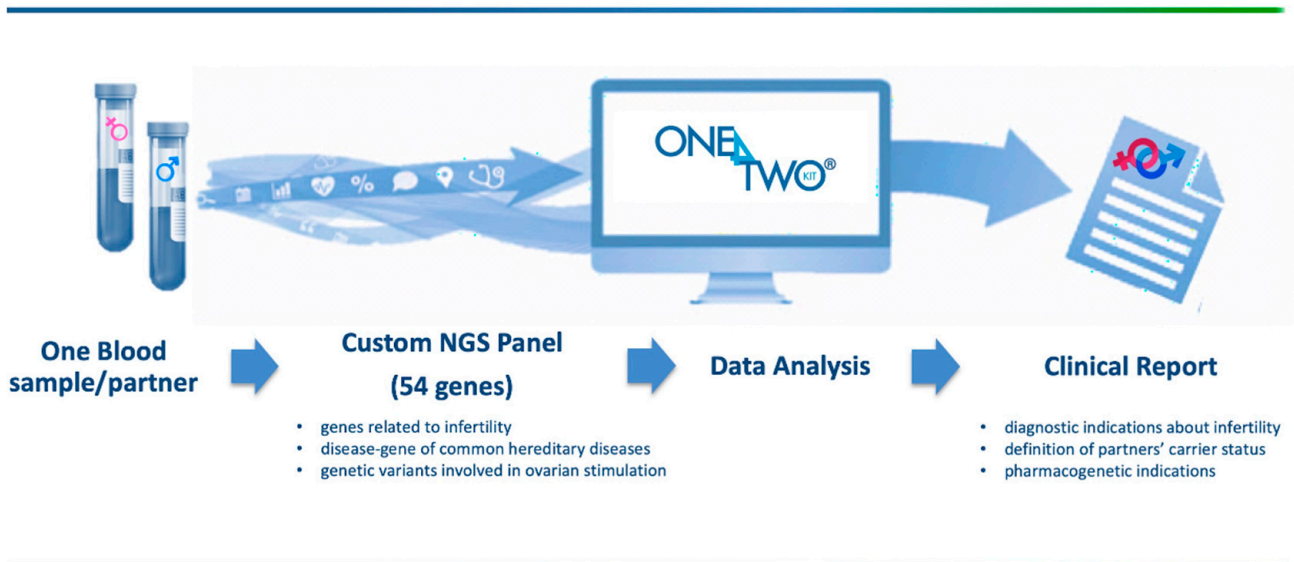 ONE
TWO®
KIT
%
One Blood
sample/partner
Custom NGS Panel
(54 genes)
• genes related to infertility
• disease-gene of common hereditary diseases
• genetic variants involved in ovarian stimulation
Data Analysis
Clinical Report
• diagnostic indications about infertility
• definition of partners' carrier status
• pharmacogenetic indications